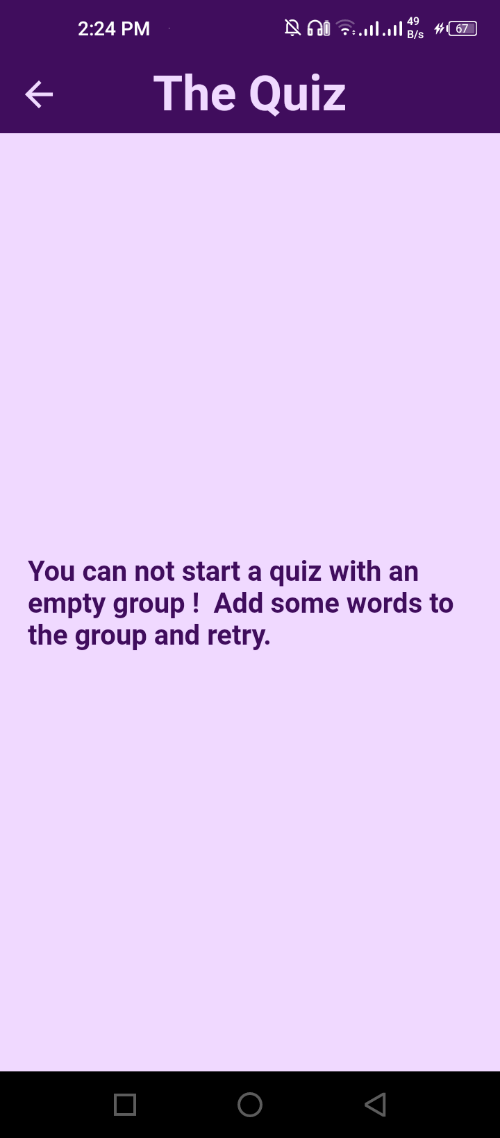 2:24 PM
49
B/s
67
The Quiz
You can not start a quiz with an
empty group !  Add some words to
the group and retry.